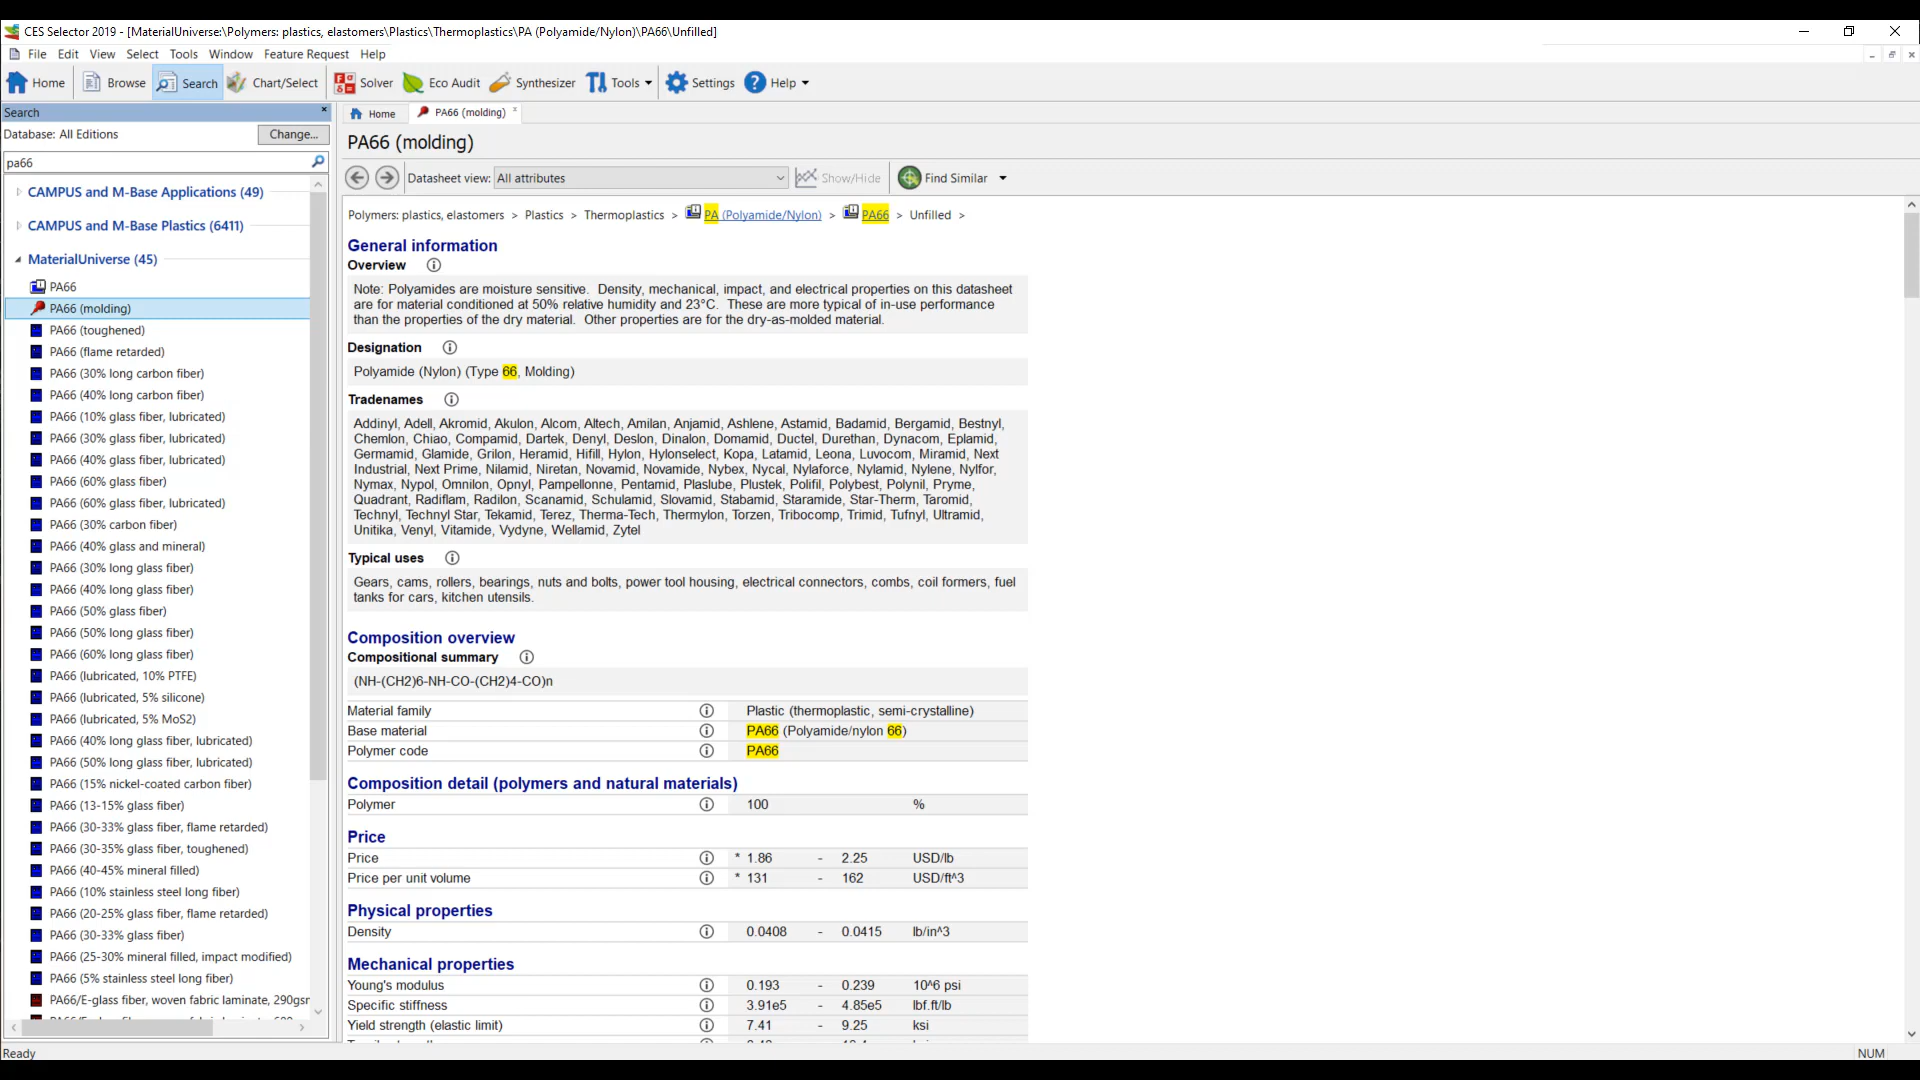 CES Selector 2019 - [MaterialUniverse:\Polymers: plastics, elastomers\Plastics\Thermoplastics\PA (Polyamide/Nylon)\PA66\Unfilled]
File Edit View Select Tools Window Feature Request Help
Home Browse Search Chart/Select Solver Eco Audit Synthesizer Tools Settings Help
Search
Database: All Editions Change...
pa66
CAMPUS and M-Base Applications (49)
CAMPUS and M-Base Plastics (6411)
MaterialUniverse (45)
PA66
PA66 (molding)
PA66 (toughened)
PA66 (flame retarded)
PA66 (30% long carbon fiber)
PA66 (40% long carbon fiber)
PA66 (10% glass fiber, lubricated)
PA66 (30% glass fiber, lubricated)
PA66 (40% glass fiber, lubricated)
PA66 (60% glass fiber)
PA66 (60% glass fiber, lubricated)
PA66 (30% carbon fiber)
PA66 (40% glass and mineral)
PA66 (30% long glass fiber)
PA66 (40% long glass fiber)
PA66 (50% glass fiber)
PA66 (50% long glass fiber)
PA66 (60% long glass fiber)
PA66 (lubricated, 10% PTFE)
PA66 (lubricated, 5% silicone)
PA66 (lubricated, 5% MoS2)
PA66 (40% long glass fiber, lubricated)
PA66 (50% long glass fiber, lubricated)
PA66 (15% nickel-coated carbon fiber)
PA66 (13-15% glass fiber)
PA66 (30-33% glass fiber, flame retarded)
PA66 (30-35% glass fiber, toughened)
PA66 (40-45% mineral filled)
PA66 (10% stainless steel long fiber)
PA66 (20-25% glass fiber, flame retarded)
PA66 (30-33% glass fiber)
PA66 (25-30% mineral filled, impact modified)
PA66 (5% stainless steel long fiber)
PA66/E-glass fiber, woven fabric laminate, 290gsr
Home PA66 (molding)
PA66 (molding)
Datasheet view: All attributes Show/Hide Find Similar
Polymers: plastics, elastomers > Plastics > Thermoplastics > PA (Polyamide/Nylon) > PA66 > Unfilled >
General information
Overview
Note: Polyamides are moisture sensitive. Density, mechanical, impact, and electrical properties on this datasheet
are for material conditioned at 50% relative humidity and 23°C. These are more typical of in-use performance
than the properties of the dry material. Other properties are for the dry-as-molded material.
Designation
Polyamide (Nylon) (Type 66, Molding)
Tradenames
Addinyl, Adell, Akromid, Akulon, Alcom, Altech, Amilan, Anjamid, Ashlene, Astamid, Badamid, Bergamid, Bestnyl,
Chemlon, Chiao, Compamid, Dartek, Denyl, Deslon, Dinalon, Domamid, Ductel, Durethan, Dynacom, Eplamid,
Germamid, Glamide, Grilon, Heramid, Hifill, Hylon, Hylonselect, Kopa, Latamid, Leona, Luvocom, Miramid, Next
Industrial, Next Prime, Nilamid, Niretan, Novamid, Novamide, Nybex, Nycal, Nylaforce, Nylamid, Nylene, Nylfor,
Nymax, Nypol, Omnilon, Opnyl, Pampellonne, Pentamid, Plaslube, Plustek, Polifil, Polybest, Polynil, Pryme,
Quadrant, Radiflam, Radilon, Scanamid, Schulamid, Slovamid, Stabamid, Staramide, Star-Therm, Taromid,
Technyl, Technyl Star, Tekamid, Terez, Therma-Tech, Thermylon, Torzen, Tribocomp, Trimid, Tufnyl, Ultramid,
Unitika, Venyl, Vitamide, Vydyne, Wellamid, Zytel
Typical uses
Gears, cams, rollers, bearings, nuts and bolts, power tool housing, electrical connectors, combs, coil formers, fuel
tanks for cars, kitchen utensils.
Composition overview
Compositional summary
(NH-(CH2)6-NH-CO-(CH2)4-CO)n
Material family Plastic (thermoplastic, semi-crystalline)
Base material PA66 (Polyamide/nylon 66)
Polymer code PA66
Composition detail (polymers and natural materials)
Polymer 100 %
Price
Price * 1.86 - 2.25 USD/lb
Price per unit volume * 131 - 162 USD/ft^3
Physical properties
Density 0.0408 - 0.0415 lb/in^3
Mechanical properties
Young's modulus 0.193 - 0.239 10^6 psi
Specific stiffness 3.91e5 - 4.85e5 lbf.ft/lb
Yield strength (elastic limit) 7.41 - 9.25 ksi
Ready NUM